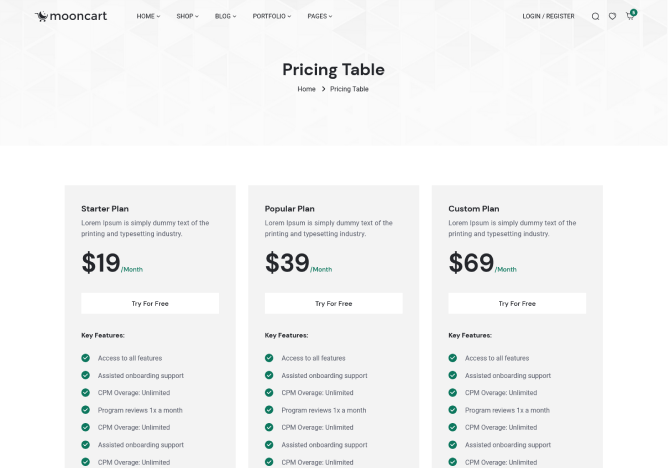 mooncart HOME SHOP BLOG PORTFOLIO PAGES LOGIN / REGISTER
Pricing Table
Home Pricing Table
Starter Plan
Lorem Ipsum is simply dummy text of the
printing and typesetting industry.
$19/Month
Try For Free
Key Features:
Access to all features
Assisted onboarding support
CPM Overage: Unlimited
Program reviews 1x a month
CPM Overage: Unlimited
Assisted onboarding support
CPM Overage: Unlimited
Popular Plan
Lorem Ipsum is simply dummy text of the
printing and typesetting industry.
$39/Month
Try For Free
Key Features:
Access to all features
Assisted onboarding support
CPM Overage: Unlimited
Program reviews 1x a month
CPM Overage: Unlimited
Assisted onboarding support
CPM Overage: Unlimited
Custom Plan
Lorem Ipsum is simply dummy text of the
printing and typesetting industry.
$69/Month
Try For Free
Key Features:
Access to all features
Assisted onboarding support
CPM Overage: Unlimited
Program reviews 1x a month
CPM Overage: Unlimited
Assisted onboarding support
CPM Overage: Unlimited